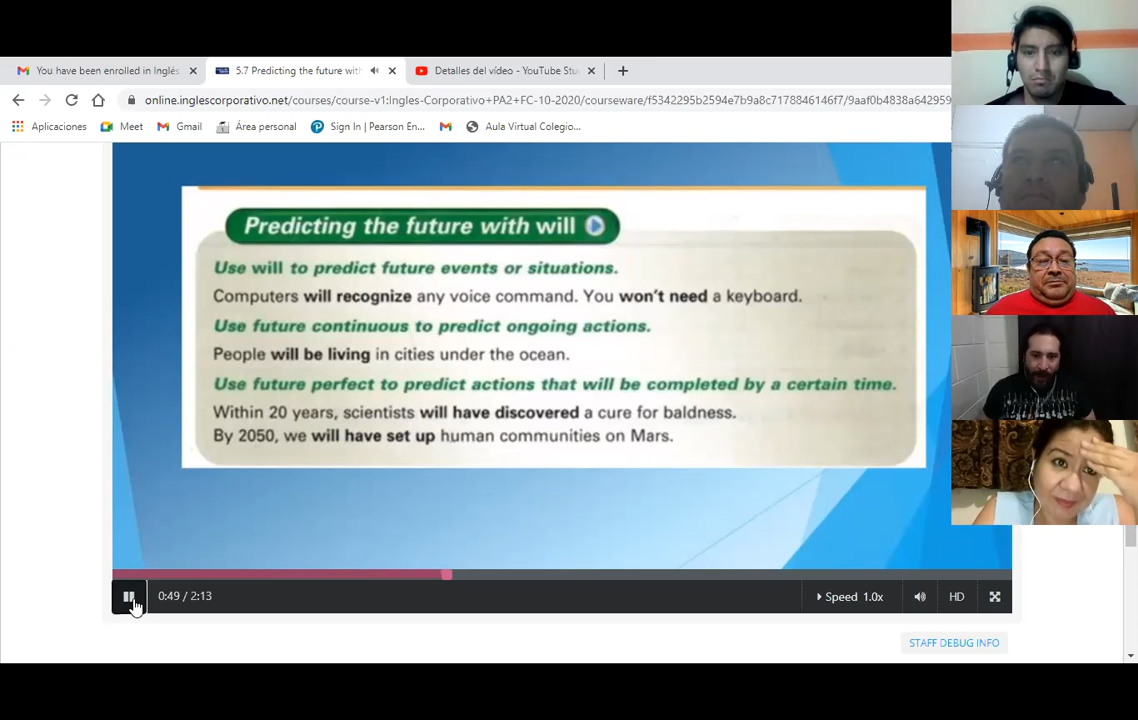 You have been enrolled in Inglés
5.7 Predicting the future with
Detalles del vídeo - YouTube Stu
online.inglescorporativo.net/courses/course-v1:Ingles-Corporativo+PA2+FC-10-2020/courseware/f5342295b2594e7b9a8c7178846146f7/9aaf0b4838a642959
Aplicaciones
Meet
Gmail
Área personal
Sign In | Pearson En...
Aula Virtual Colegio...
Predicting the future with will
Use will to predict future events or situations.
Computers will recognize any voice command. You won't need a keyboard.
Use future continuous to predict ongoing actions.
People will be living in cities under the ocean.
Use future perfect to predict actions that will be completed by a certain time.
Within 20 years, scientists will have discovered a cure for baldness.
By 2050, we will have set up human communities on Mars.
0:49 / 2:13
Speed 1.0x
HD
STAFF DEBUG INFO